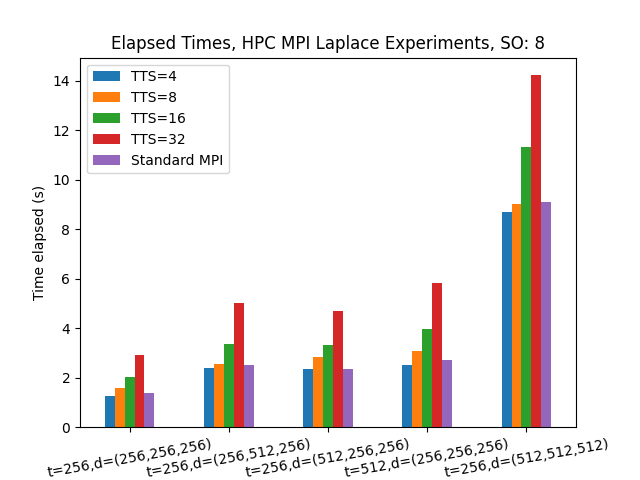 Elapsed Times, HPC MPI Laplace Experiments, SO: 8
TTS=4
TTS=8
TTS=16
TTS=32
Standard MPI
Time elapsed (s)
14
12
10
8
6
4
2
0
t=256,d=(256,256,256)
t=256,d=(256,512,256)
t=256,d=(512,256,256)
t=512,d=(256,256,256)
t=256,d=(512,512,512)